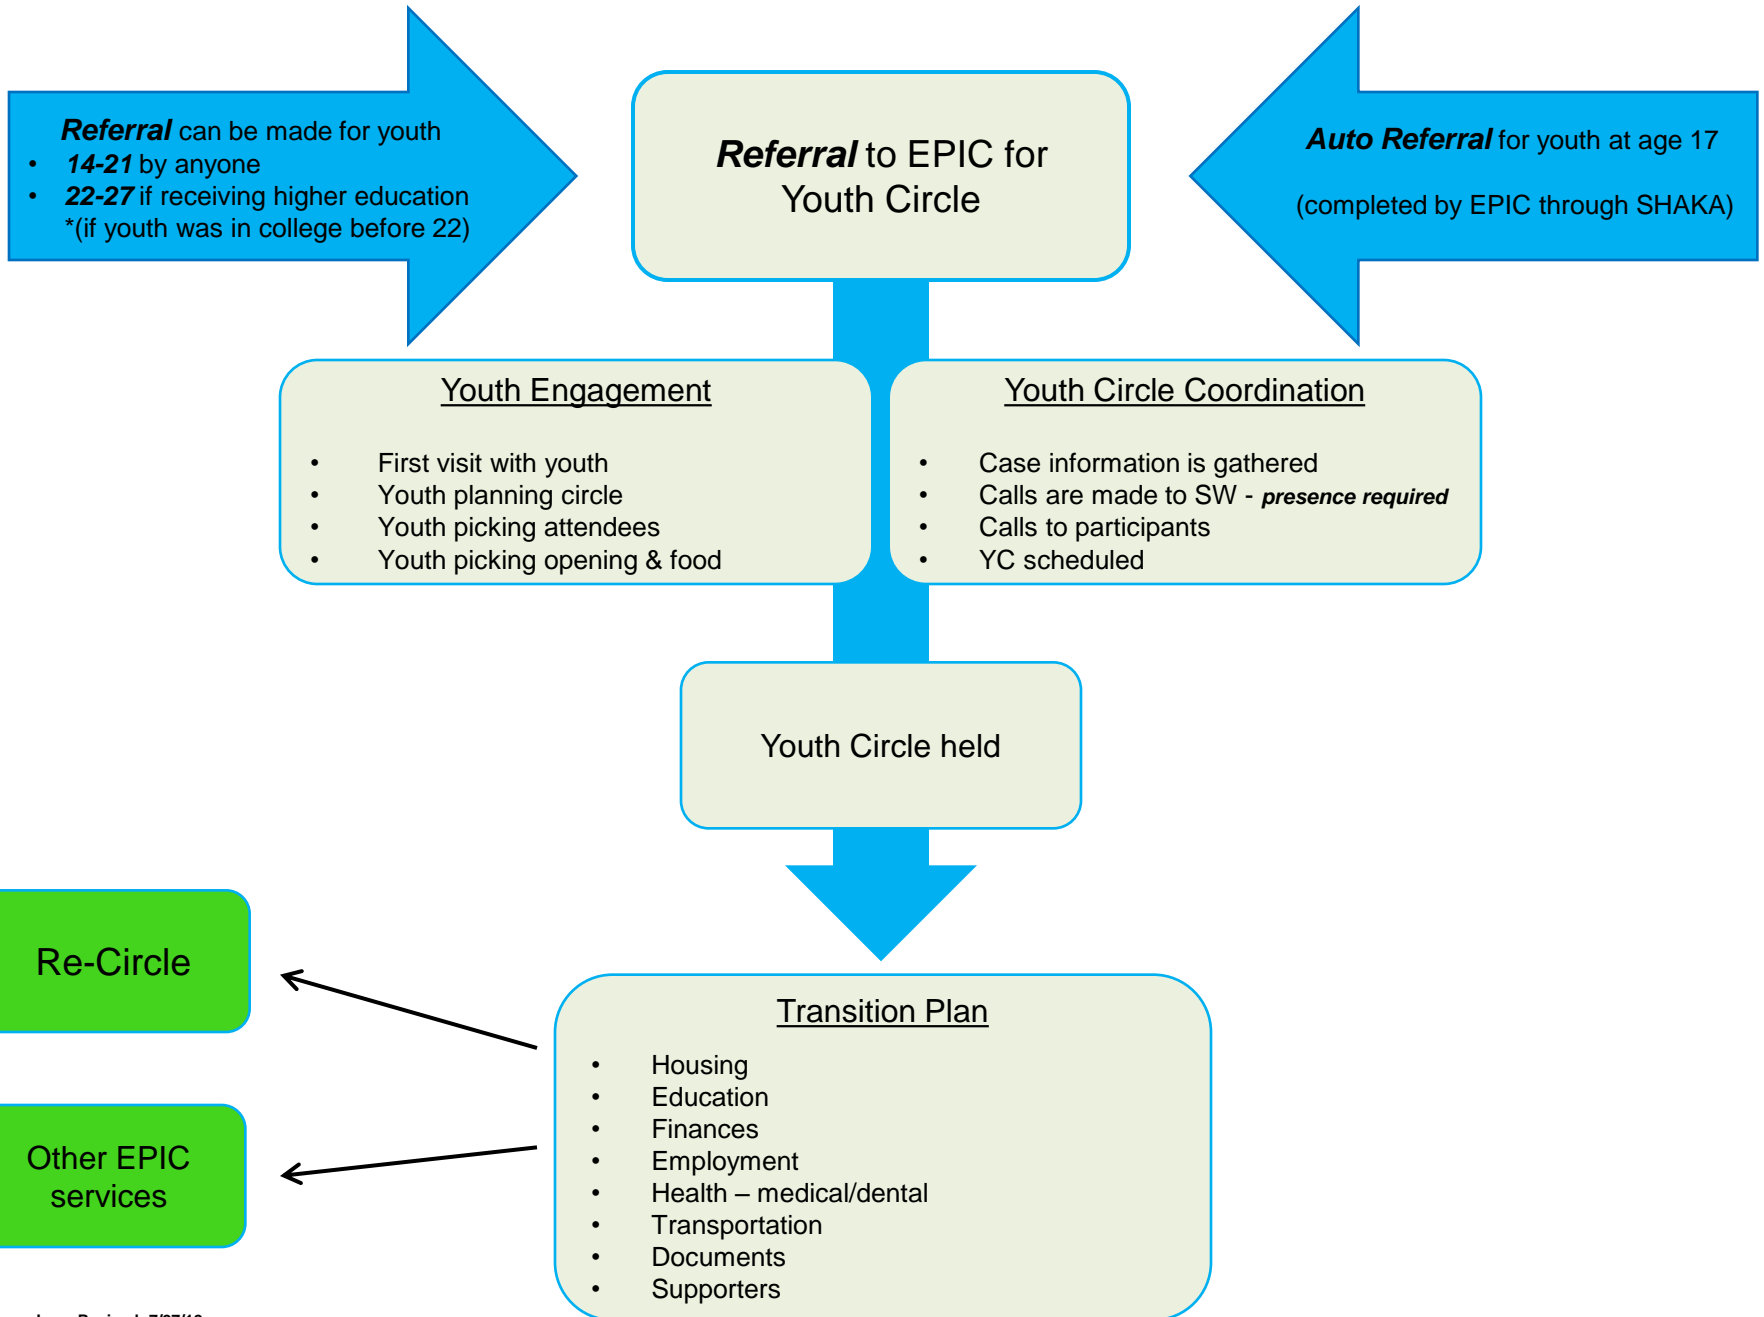 Referral can be made for youth
• 14-21 by anyone
• 22-27 if receiving higher education
*(if youth was in college before 22)
Referral to EPIC for
Youth Circle
Auto Referral for youth at age 17
(completed by EPIC through SHAKA)
Youth Engagement
• First visit with youth
• Youth planning circle
• Youth picking attendees
• Youth picking opening & food
Youth Circle Coordination
• Case information is gathered
• Calls are made to SW - presence required
• Calls to participants
• YC scheduled
Youth Circle held
Re-Circle
Other EPIC
services
Transition Plan
• Housing
• Education
• Finances
• Employment
• Health – medical/dental
• Transportation
• Documents
• Supporters